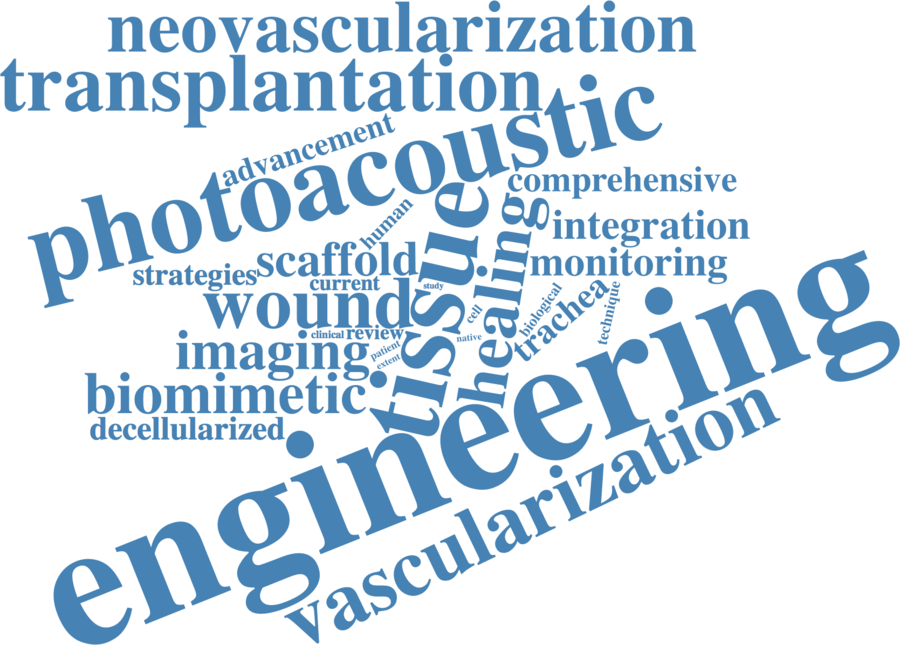 neovascularization
transplantation
advancement
photoacoustic
comprehensive
human
tissue
healing
integration
scaffold
monitoring
strategies
current
study
wound
cell
biological
trachea
technique
clinical
review
native
imaging
patient
extent
biomimetic
decellularized
engineering
vascularization